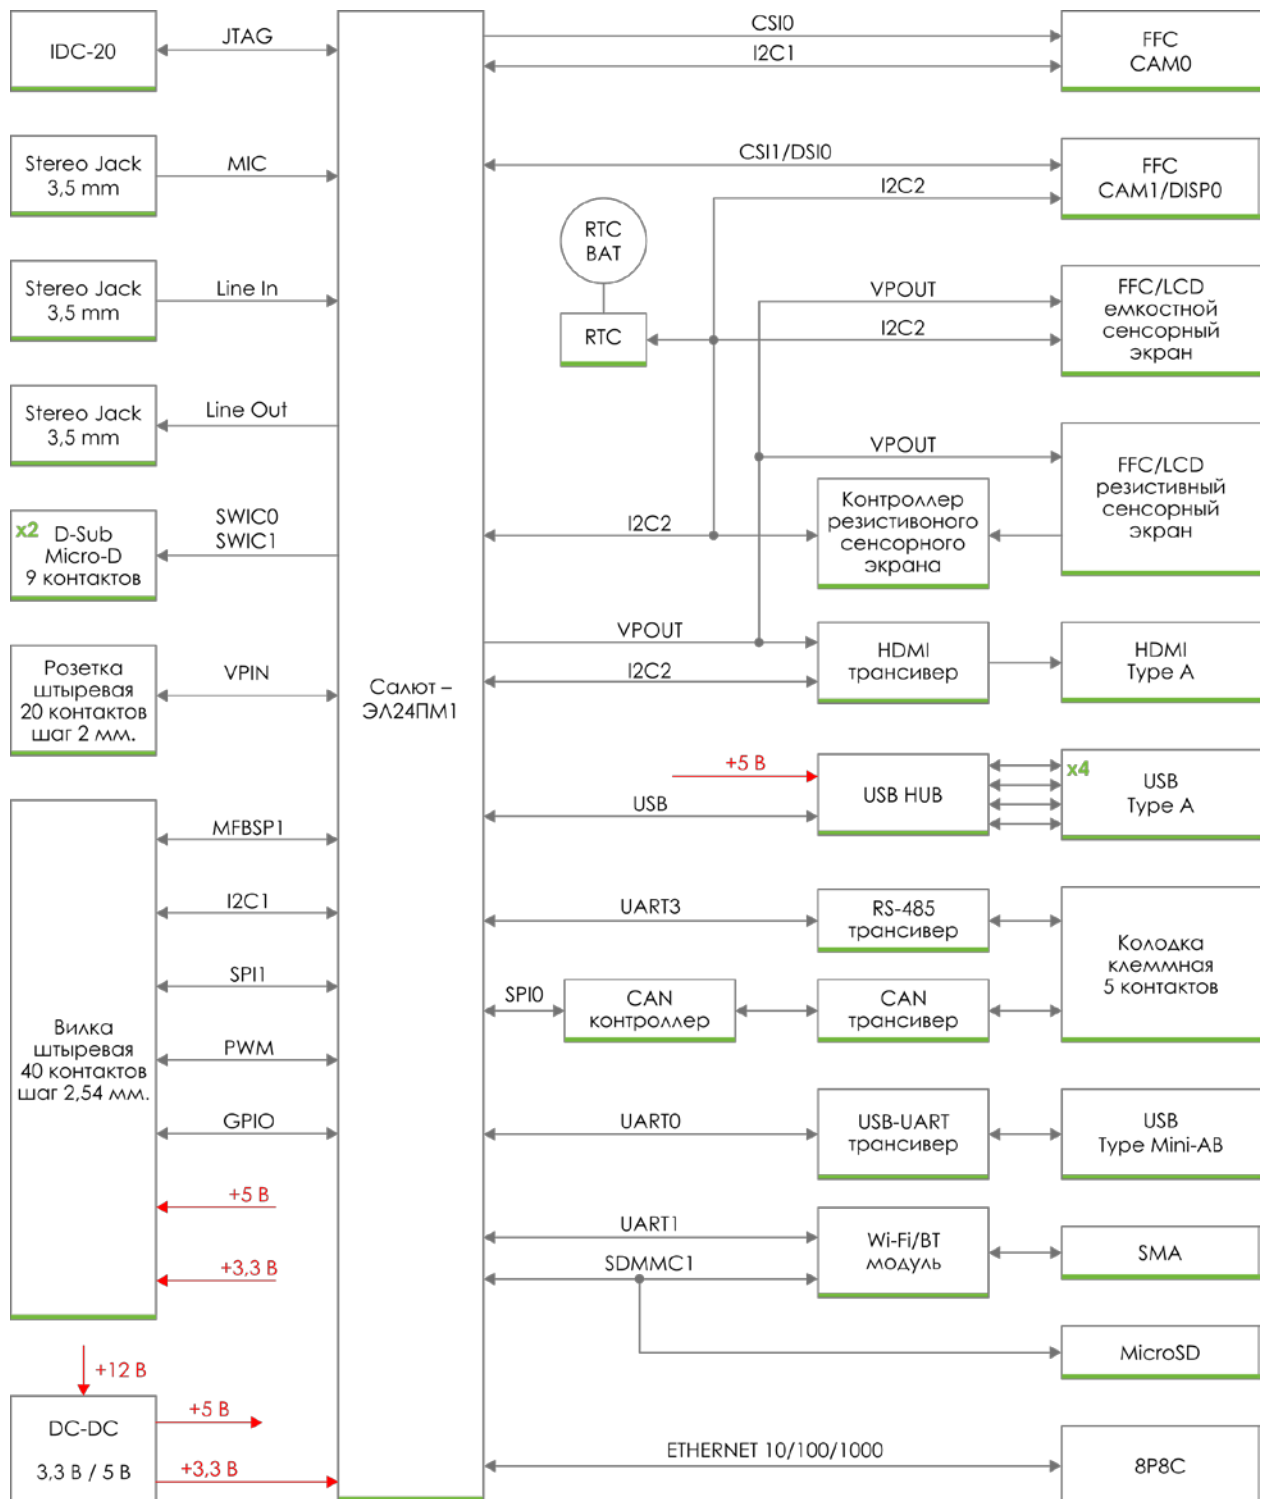 IDC-20
JTAG
Stereo Jack
3,5 mm
MIC
Stereo Jack
3,5 mm
Line In
Stereo Jack
3,5 mm
Line Out
x2 D-Sub
Micro-D
9 контактов
SWIC0
SWIC1
Розетка
штыревая
20 контактов
шаг 2 мм.
VPIN
Вилка
штыревая
40 контактов
шаг 2,54 мм.
MFBSP1
I2C1
SPI1
PWM
GPIO
+5 В
+3,3 В
+12 В
DC-DC
3,3 В / 5 В
+5 В
+3,3 В
Салют –
ЭЛ24ПМ1
CSI0
I2C1
FFC
CAM0
CSI1/DSI0
I2C2
FFC
CAM1/DISP0
RTC
BAT
RTC
VPOUT
I2C2
FFC/LCD
емкостной
сенсорный
экран
VPOUT
FFC/LCD
резистивный
сенсорный
экран
I2C2
Контроллер
резистивоного
сенсорного
экрана
VPOUT
I2C2
HDMI
трансивер
HDMI
Type A
+5 В
USB
USB HUB
x4
USB
Type A
UART3
RS-485
трансивер
Колодка
клеммная
5 контактов
SPI0
CAN
контроллер
CAN
трансивер
UART0
USB-UART
трансивер
USB
Type Mini-AB
UART1
SDMMC1
Wi-Fi/BT
модуль
SMA
MicroSD
ETHERNET 10/100/1000
8P8C